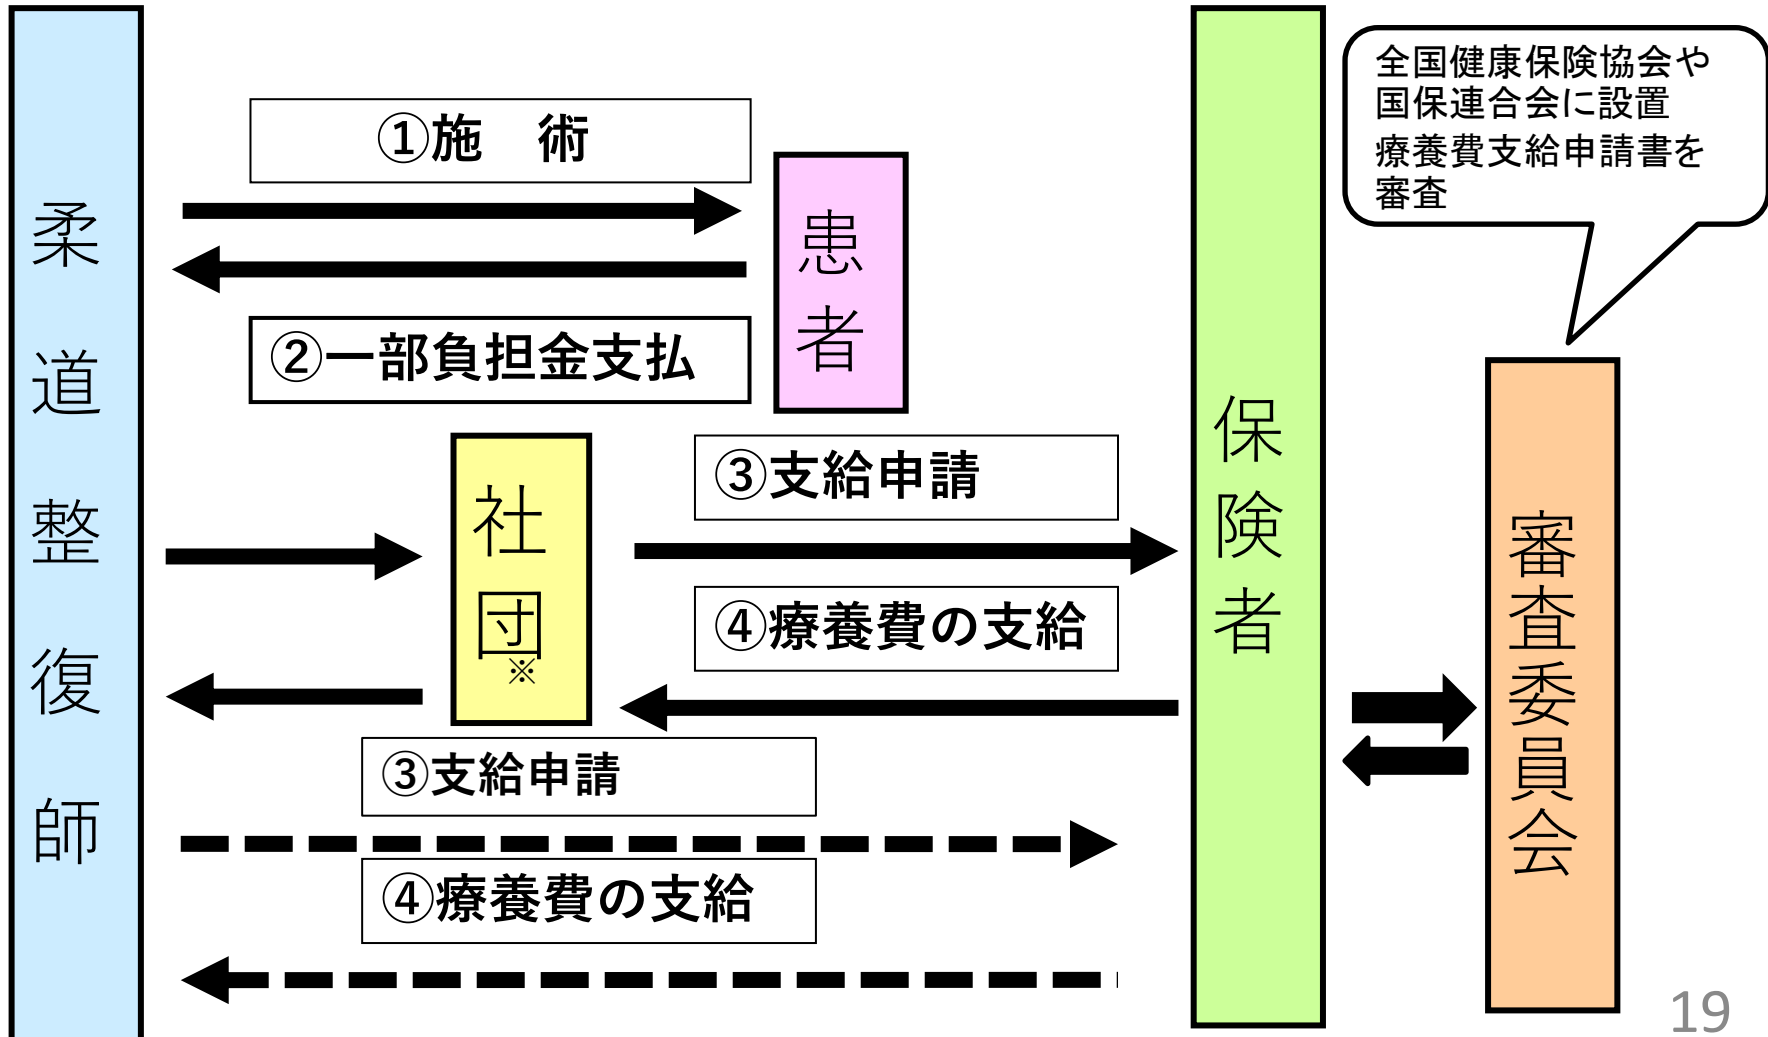 柔道整復師
①施　術
②一部負担金支払
患者
社団
※
③支給申請
④療養費の支給
③支給申請
④療養費の支給
保険者
全国健康保険協会や
国保連合会に設置
療養費支給申請書を
審査
審査委員会
19